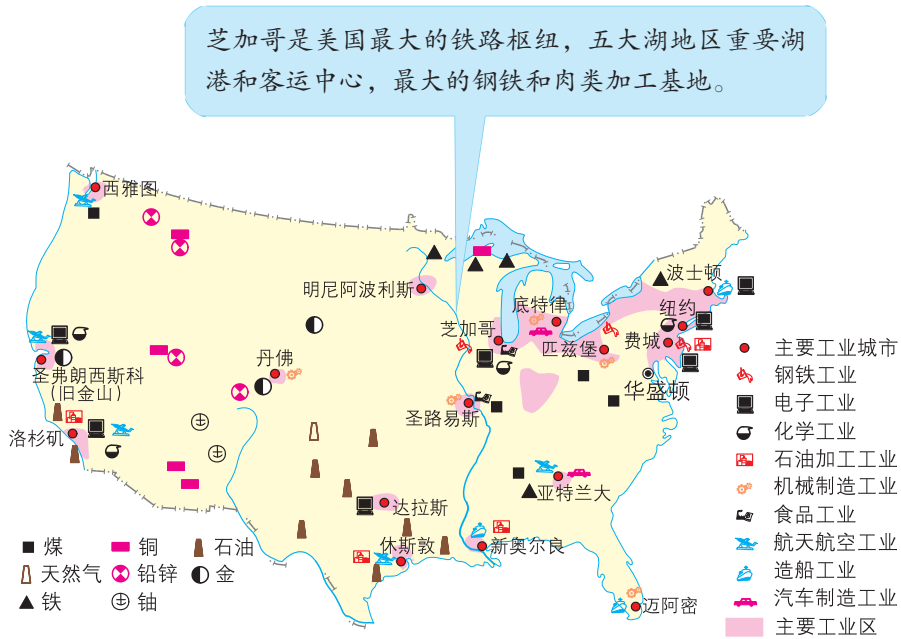 芝加哥是美国最大的铁路枢纽，五大湖地区重要湖
港和客运中心，最大的钢铁和肉类加工基地。
西雅图
明尼阿波利斯
波士顿
底特律
纽约
芝加哥
匹兹堡
费城
丹佛
华盛顿
圣弗朗西斯科
(旧金山)
圣路易斯
洛杉矶
亚特兰大
达拉斯
休斯敦
新奥尔良
迈阿密
煤
铜
石油
天然气
铅锌
金
铁
铀
主要工业城市
钢铁工业
电子工业
化学工业
石油加工工业
机械制造工业
食品工业
航天航空工业
造船工业
汽车制造工业
主要工业区